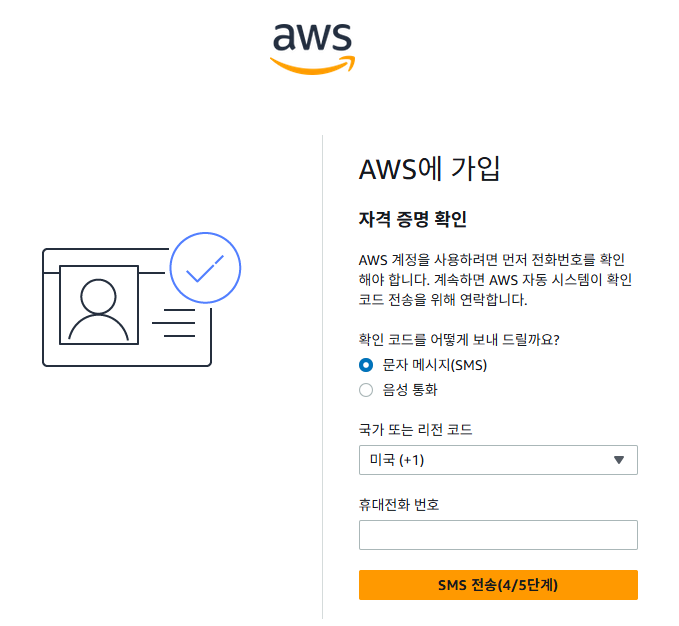 aws
AWS에 가입
자격 증명 확인
AWS 계정을 사용하려면 먼저 전화번호를 확인
해야 합니다. 계속하면 AWS 자동 시스템이 확인
코드 전송을 위해 연락합니다.
확인 코드를 어떻게 보내 드릴까요?
문자 메시지(SMS)
음성 통화
국가 또는 리전 코드
미국 (+1)
휴대전화 번호
SMS 전송(4/5단계)